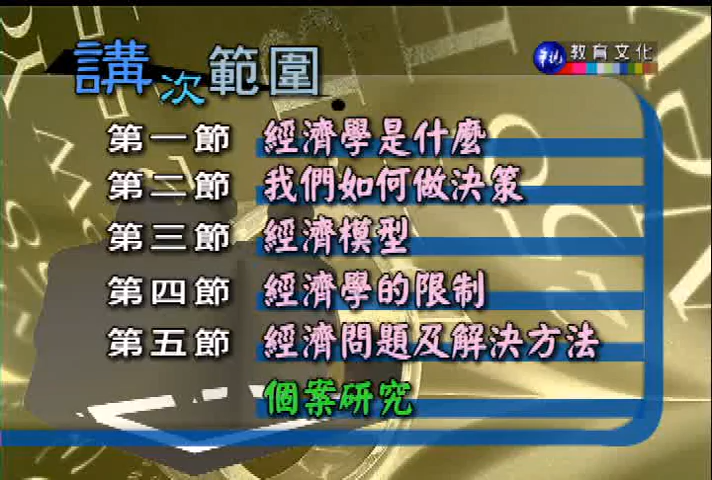 講次範圍
華視 教育文化
第一節 經濟學是什麼
第二節 我們如何做決策
第三節 經濟模型
第四節 經濟學的限制
第五節 經濟問題及解決方法
個案研究